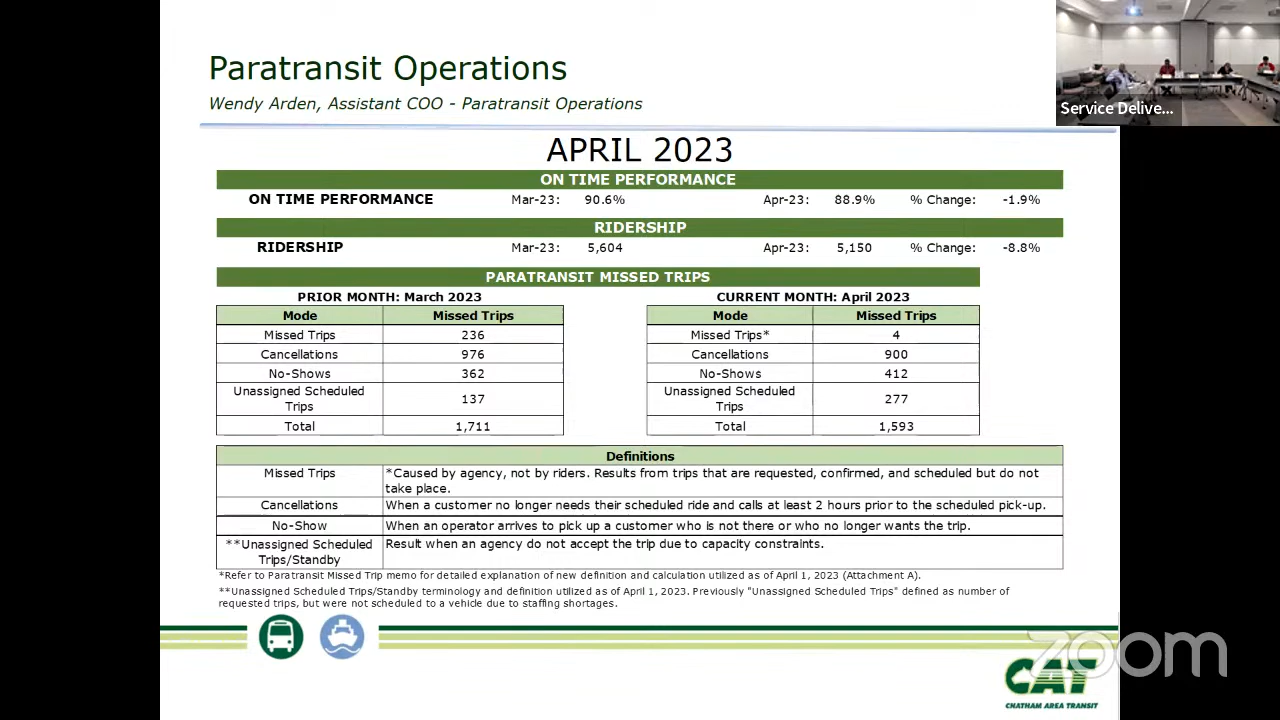 Paratransit Operations
Wendy Arden, Assistant COO - Paratransit Operations
Service Delive...
APRIL 2023
ON TIME PERFORMANCE
ON TIME PERFORMANCE Mar-23: 90.6% Apr-23: 88.9% % Change: -1.9%
RIDERSHIP
RIDERSHIP Mar-23: 5,604 Apr-23: 5,150 % Change: -8.8%
PARATRANSIT MISSED TRIPS
PRIOR MONTH: March 2023
Mode Missed Trips
Missed Trips 236
Cancellations 976
No-Shows 362
Unassigned Scheduled
Trips 137
Total 1,711
CURRENT MONTH: April 2023
Mode Missed Trips
Missed Trips* 4
Cancellations 900
No-Shows 412
Unassigned Scheduled
Trips 277
Total 1,593
Definitions
Missed Trips *Caused by agency, not by riders. Results from trips that are requested, confirmed, and scheduled but do not
take place.
Cancellations When a customer no longer needs their scheduled ride and calls at least 2 hours prior to the scheduled pick-up.
No-Show When an operator arrives to pick up a customer who is not there or who no longer wants the trip.
**Unassigned Scheduled Result when an agency do not accept the trip due to capacity constraints.
Trips/Standby
*Refer to Paratransit Missed Trip memo for detailed explanation of new definition and calculation utilized as of April 1, 2023 (Attachment A).
**Unassigned Scheduled Trips/Standby terminology and definition utilized as of April 1, 2023. Previously "Unassigned Scheduled Trips" defined as number of
requested trips, but were not scheduled to a vehicle due to staffing shortages.
zoom
CAT
CHATHAM AREA TRANSIT